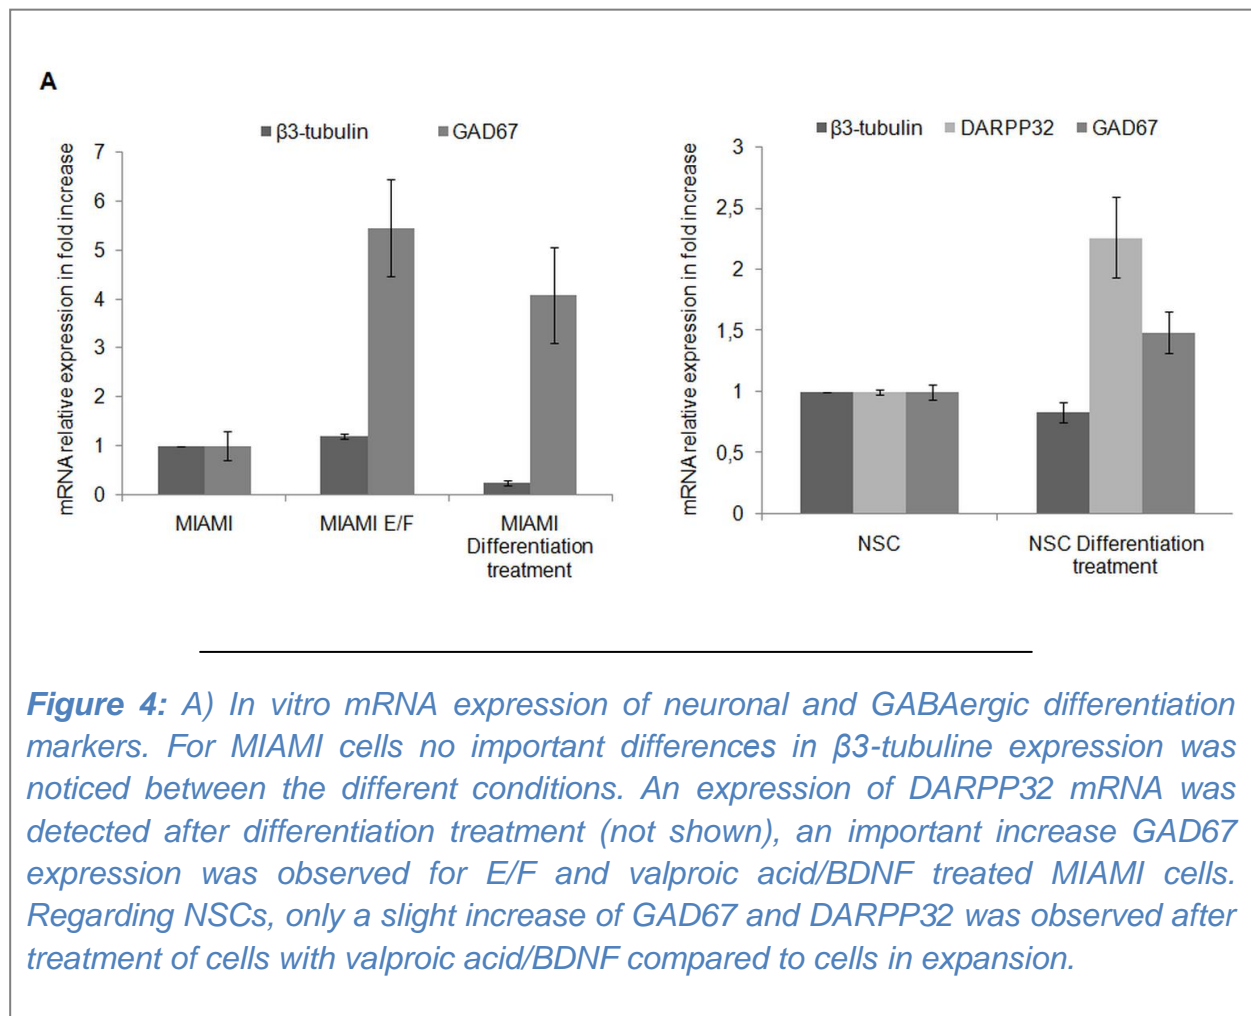 A
β3-tubulin GAD67
mRNA relative expression in fold increase
7
6
5
4
3
2
1
0
MIAMI
MIAMI E/F
MIAMI
Differentiation
treatment
β3-tubulin DARPP32 GAD67
mRNA relative expression in fold increase
3
2,5
2
1,5
1
0,5
0
NSC
NSC Differentiation
treatment
Figure 4: A) In vitro mRNA expression of neuronal and GABAergic differentiation
markers. For MIAMI cells no important differences in β3-tubuline expression was
noticed between the different conditions. An expression of DARPP32 mRNA was
detected after differentiation treatment (not shown), an important increase GAD67
expression was observed for E/F and valproic acid/BDNF treated MIAMI cells.
Regarding NSCs, only a slight increase of GAD67 and DARPP32 was observed after
treatment of cells with valproic acid/BDNF compared to cells in expansion.